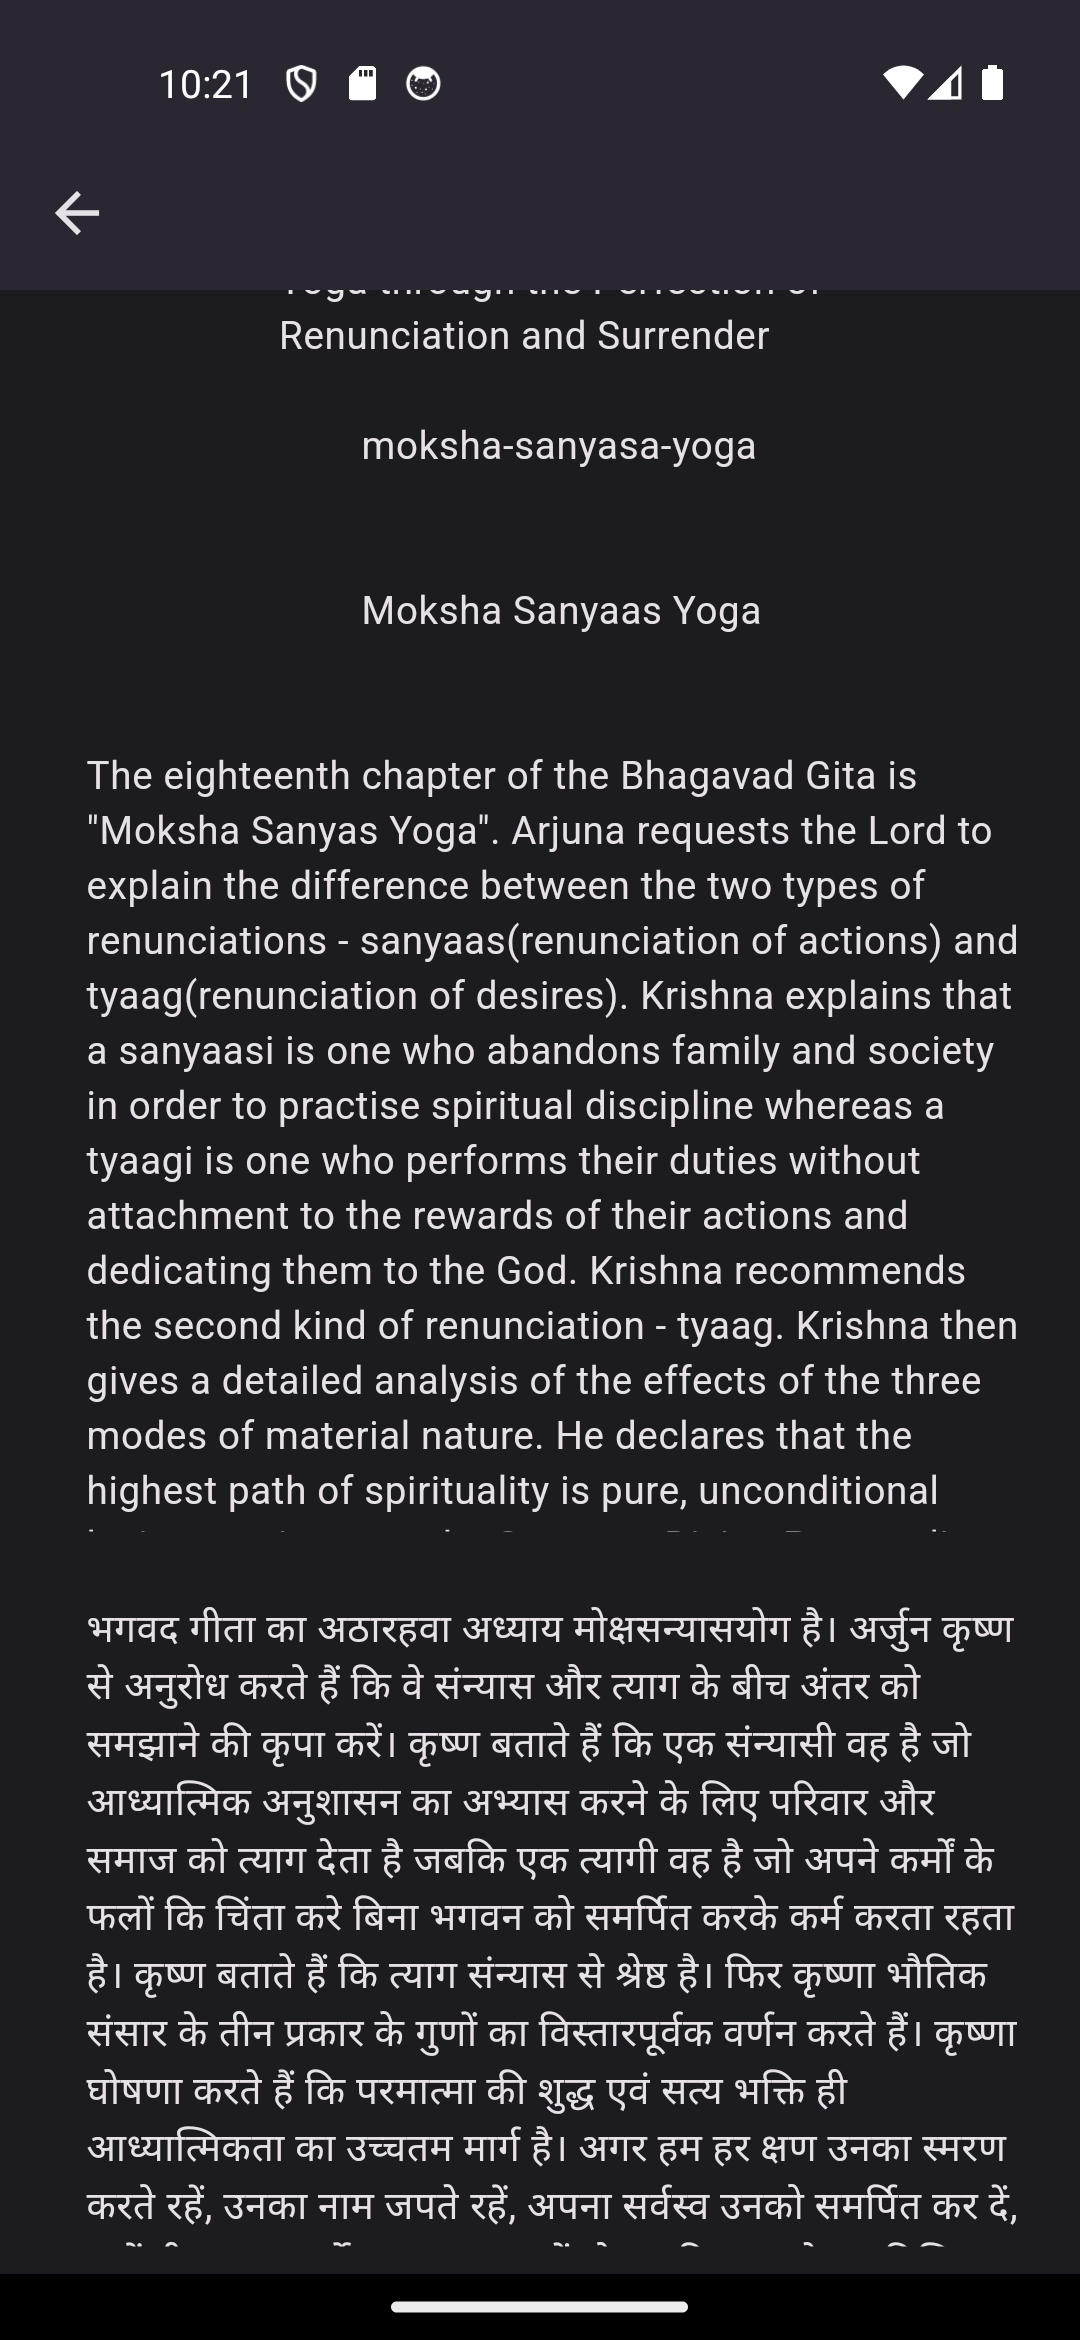 10:21
Yoga through the Perfection of
Renunciation and Surrender
moksha-sanyasa-yoga
Moksha Sanyaas Yoga
The eighteenth chapter of the Bhagavad Gita is
"Moksha Sanyas Yoga". Arjuna requests the Lord to
explain the difference between the two types of
renunciations - sanyaas(renunciation of actions) and
tyaag(renunciation of desires). Krishna explains that
a sanyaasi is one who abandons family and society
in order to practise spiritual discipline whereas a
tyaagi is one who performs their duties without
attachment to the rewards of their actions and
dedicating them to the God. Krishna recommends
the second kind of renunciation - tyaag. Krishna then
gives a detailed analysis of the effects of the three
modes of material nature. He declares that the
highest path of spirituality is pure, unconditional
भगवद गीता का अठारहवा अध्याय मोक्षसन्यासयोग है। अर्जुन कृष्ण
से अनुरोध करते हैं कि वे संन्यास और त्याग के बीच अंतर को
समझाने की कृपा करें। कृष्ण बताते हैं कि एक संन्यासी वह है जो
आध्यात्मिक अनुशासन का अभ्यास करने के लिए परिवार और
समाज को त्याग देता है जबकि एक त्यागी वह है जो अपने कर्मों के
फलों कि चिंता करे बिना भगवन को समर्पित करके कर्म करता रहता
है। कृष्ण बताते हैं कि त्याग संन्यास से श्रेष्ठ है। फिर कृष्णा भौतिक
संसार के तीन प्रकार के गुणों का विस्तारपूर्वक वर्णन करते हैं। कृष्णा
घोषणा करते हैं कि परमात्मा की शुद्ध एवं सत्य भक्ति ही
आध्यात्मिकता का उच्चतम मार्ग है। अगर हम हर क्षण उनका स्मरण
करते रहें, उनका नाम जपते रहें, अपना सर्वस्व उनको समर्पित कर दें,